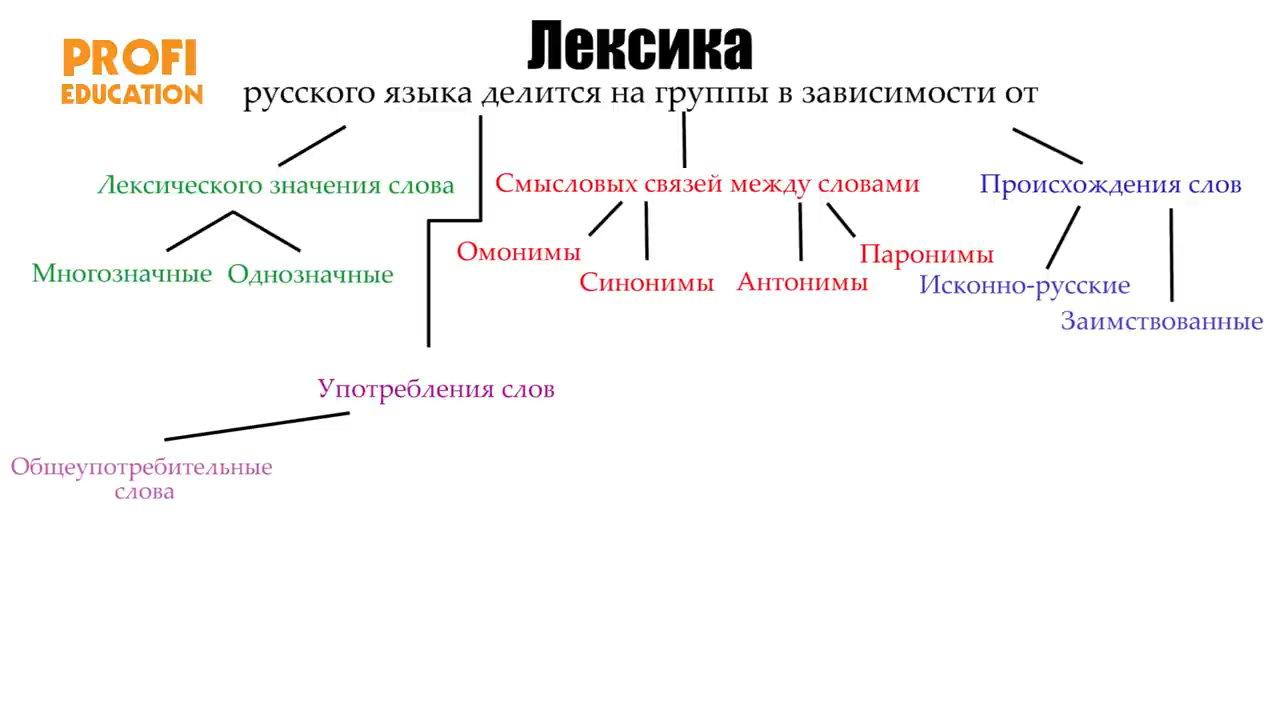 PROFI
EDUCATION
Лексика
русского языка делится на группы в зависимости от
Лексического значения слова
Смысловых связей между словами
Происхождения слов
Многозначные
Однозначные
Омонимы
Синонимы
Антонимы
Паронимы
Исконно-русские
Заимствованные
Употребления слов
Общеупотребительные
слова